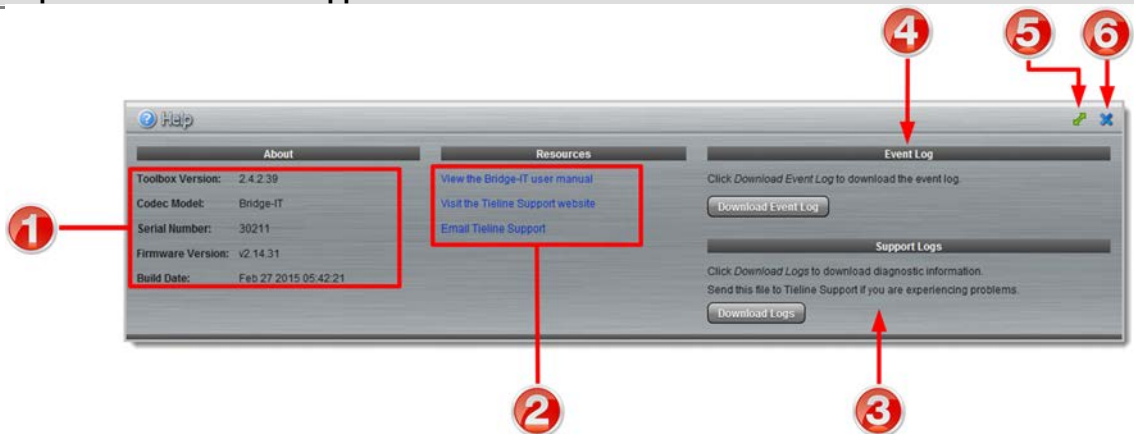 4
5
6
Help
About
Toolbox Version: 2.4.2.39
Codec Model: Bridge-IT
Serial Number: 30211
Firmware Version: v2.14.31
Build Date: Feb 27 2015 05:42:21
Resources
View the Bridge-IT user manual
Visit the Tieline Support website
Email Tieline Support
Event Log
Click Download Event Log to download the event log.
Download Event Log
Support Logs
Click Download Logs to download diagnostic information.
Send this file to Tieline Support if you are experiencing problems.
Download Logs
1
2
3